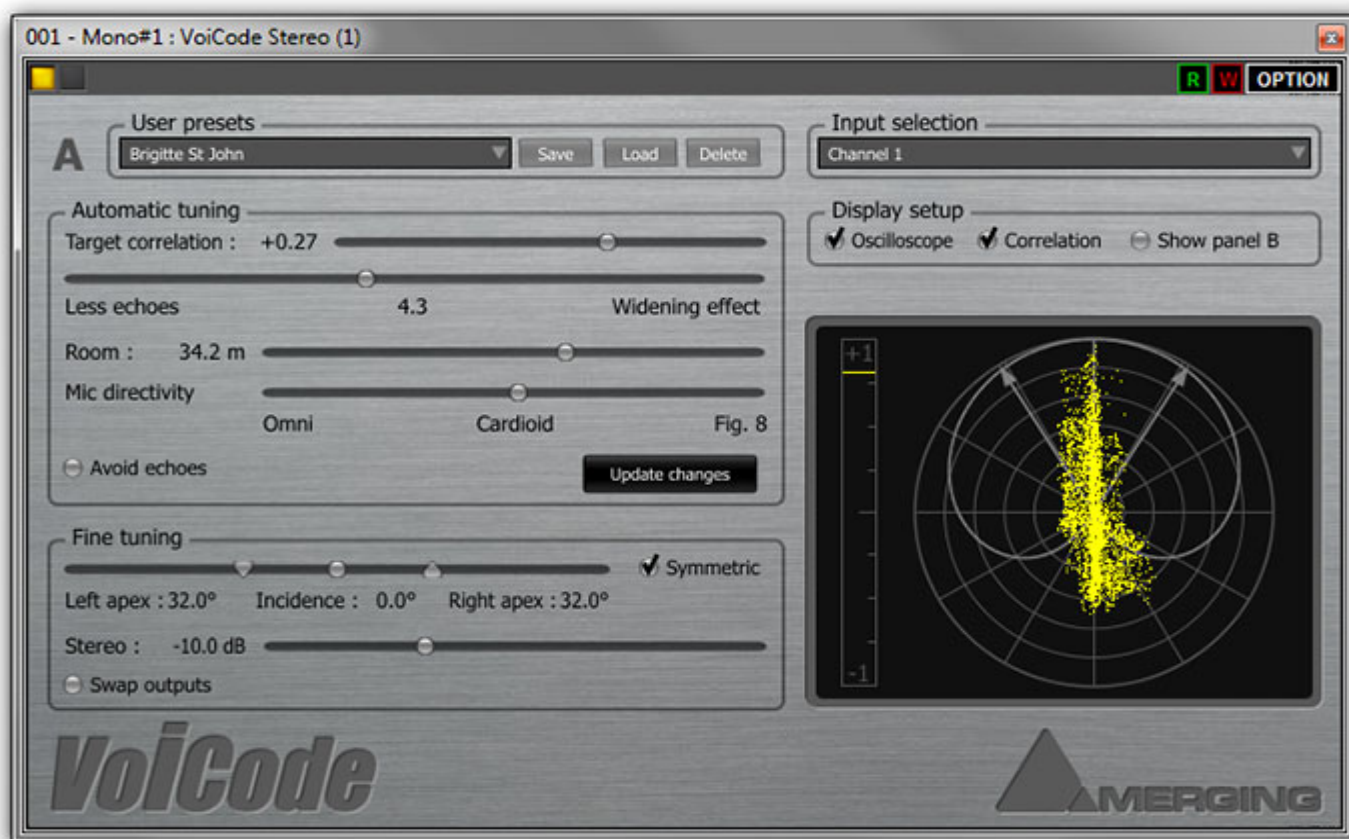 001 - Mono#1 : VoiCode Stereo (1)
R W OPTION
A
User presets
Brigitte St John
Save Load Delete
Input selection
Channel 1
Automatic tuning
Target correlation : +0.27
Less echoes 4.3 Widening effect
Room : 34.2 m
Mic directivity
Omni Cardioid Fig. 8
Avoid echoes
Update changes
Display setup
Oscilloscope Correlation Show panel B
+1
-1
Fine tuning
Symmetric
Left apex : 32.0° Incidence : 0.0° Right apex : 32.0°
Stereo : -10.0 dB
Swap outputs
VoiCode
MERGING